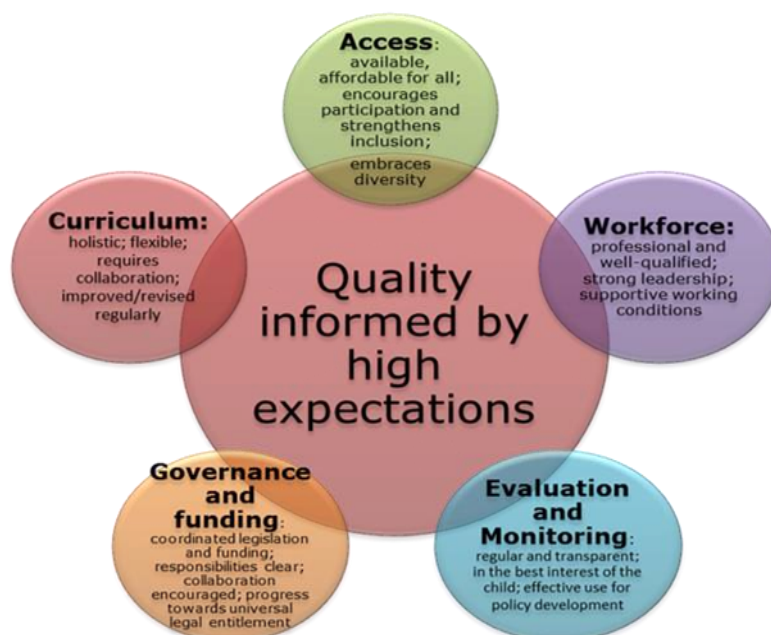 Access:
available,
affordable for all;
encourages
participation and
strengthens
inclusion;
embraces
diversity
Curriculum:
holistic; flexible;
requires
collaboration;
improved/revised
regularly
Workforce:
professional and
well-qualified;
strong leadership;
supportive working
conditions
Quality
informed by
high
expectations
Governance
and
funding:
coordinated legislation
and funding;
responsibilities clear;
collaboration
encouraged; progress
towards universal
legal entitlement
Evaluation
and
Monitoring:
regular and transparent;
in the best interest of the
child; effective use for
policy development